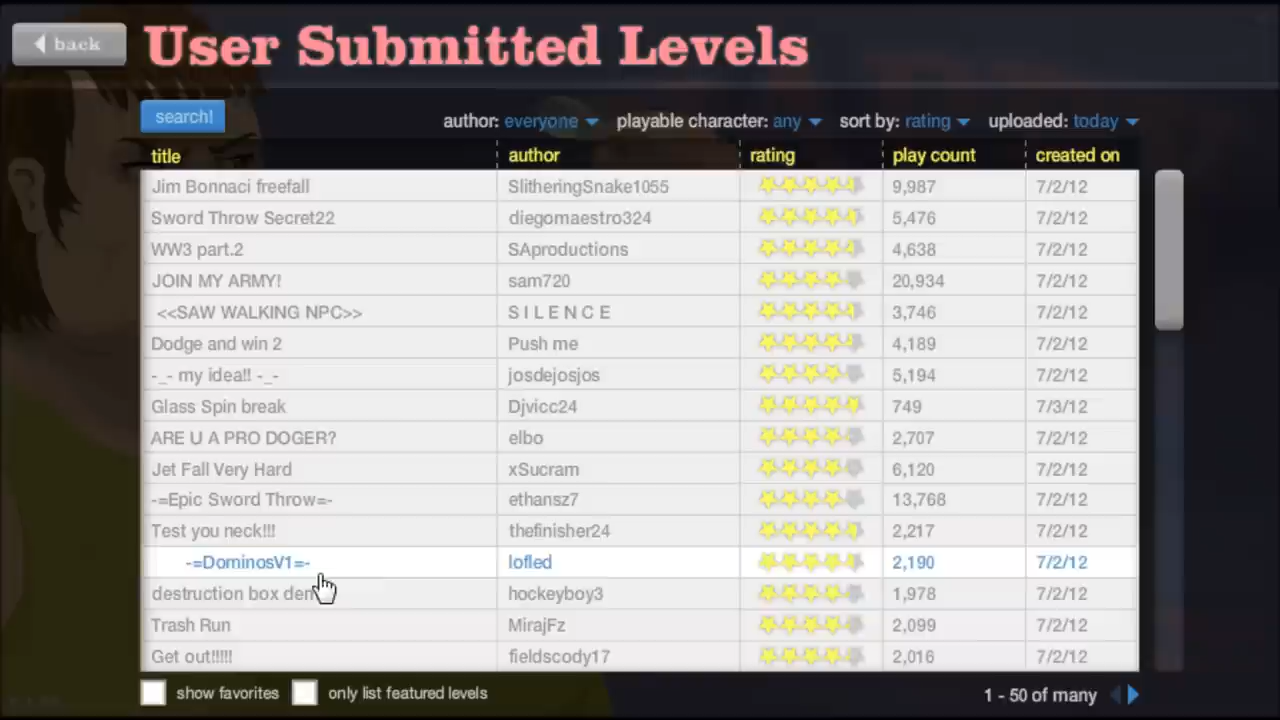 back
User Submitted Levels
search!
author: everyone playable character: any sort by: rating uploaded: today
title author rating play count created on
Jim Bonnaci freefall SlitheringSnake1055 9,987 7/2/12
Sword Throw Secret22 diegomaestro324 5,476 7/2/12
WW3 part.2 SAproductions 4,638 7/2/12
JOIN MY ARMY! sam720 20,934 7/2/12
<<SAW WALKING NPC>> S I L E N C E 3,746 7/2/12
Dodge and win 2 Push me 4,189 7/2/12
-_- my idea!! -_- josdejosjos 5,194 7/2/12
Glass Spin break Djvicc24 749 7/3/12
ARE U A PRO DOGER? elbo 2,707 7/2/12
Jet Fall Very Hard xSucram 6,120 7/2/12
-=Epic Sword Throw=- ethansz7 13,768 7/2/12
Test you neck!!! thefinisher24 2,217 7/2/12
-=DominosV1=- lofled 2,190 7/2/12
destruction box hockeyboy3 1,978 7/2/12
Trash Run MirajFz 2,099 7/2/12
Get out!!!!! fieldscody17 2,016 7/2/12
show favorites only list featured levels 1 - 50 of many